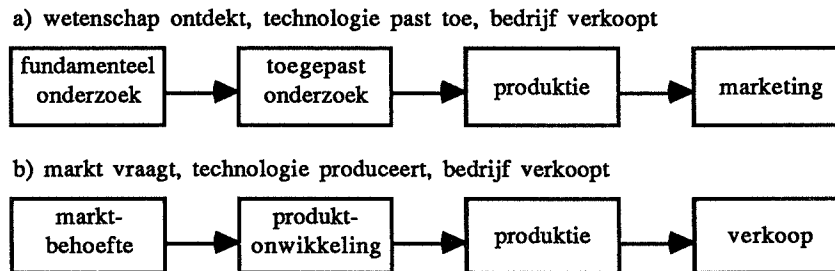 a) wetenschap ontdekt, technologie past toe, bedrijf verkoopt
fundamenteel
onderzoek
toegepast
onderzoek
produktie
marketing
b) markt vraagt, technologie produceert, bedrijf verkoopt
markt-
behoefte
produkt-
onwikkeling
produktie
verkoop